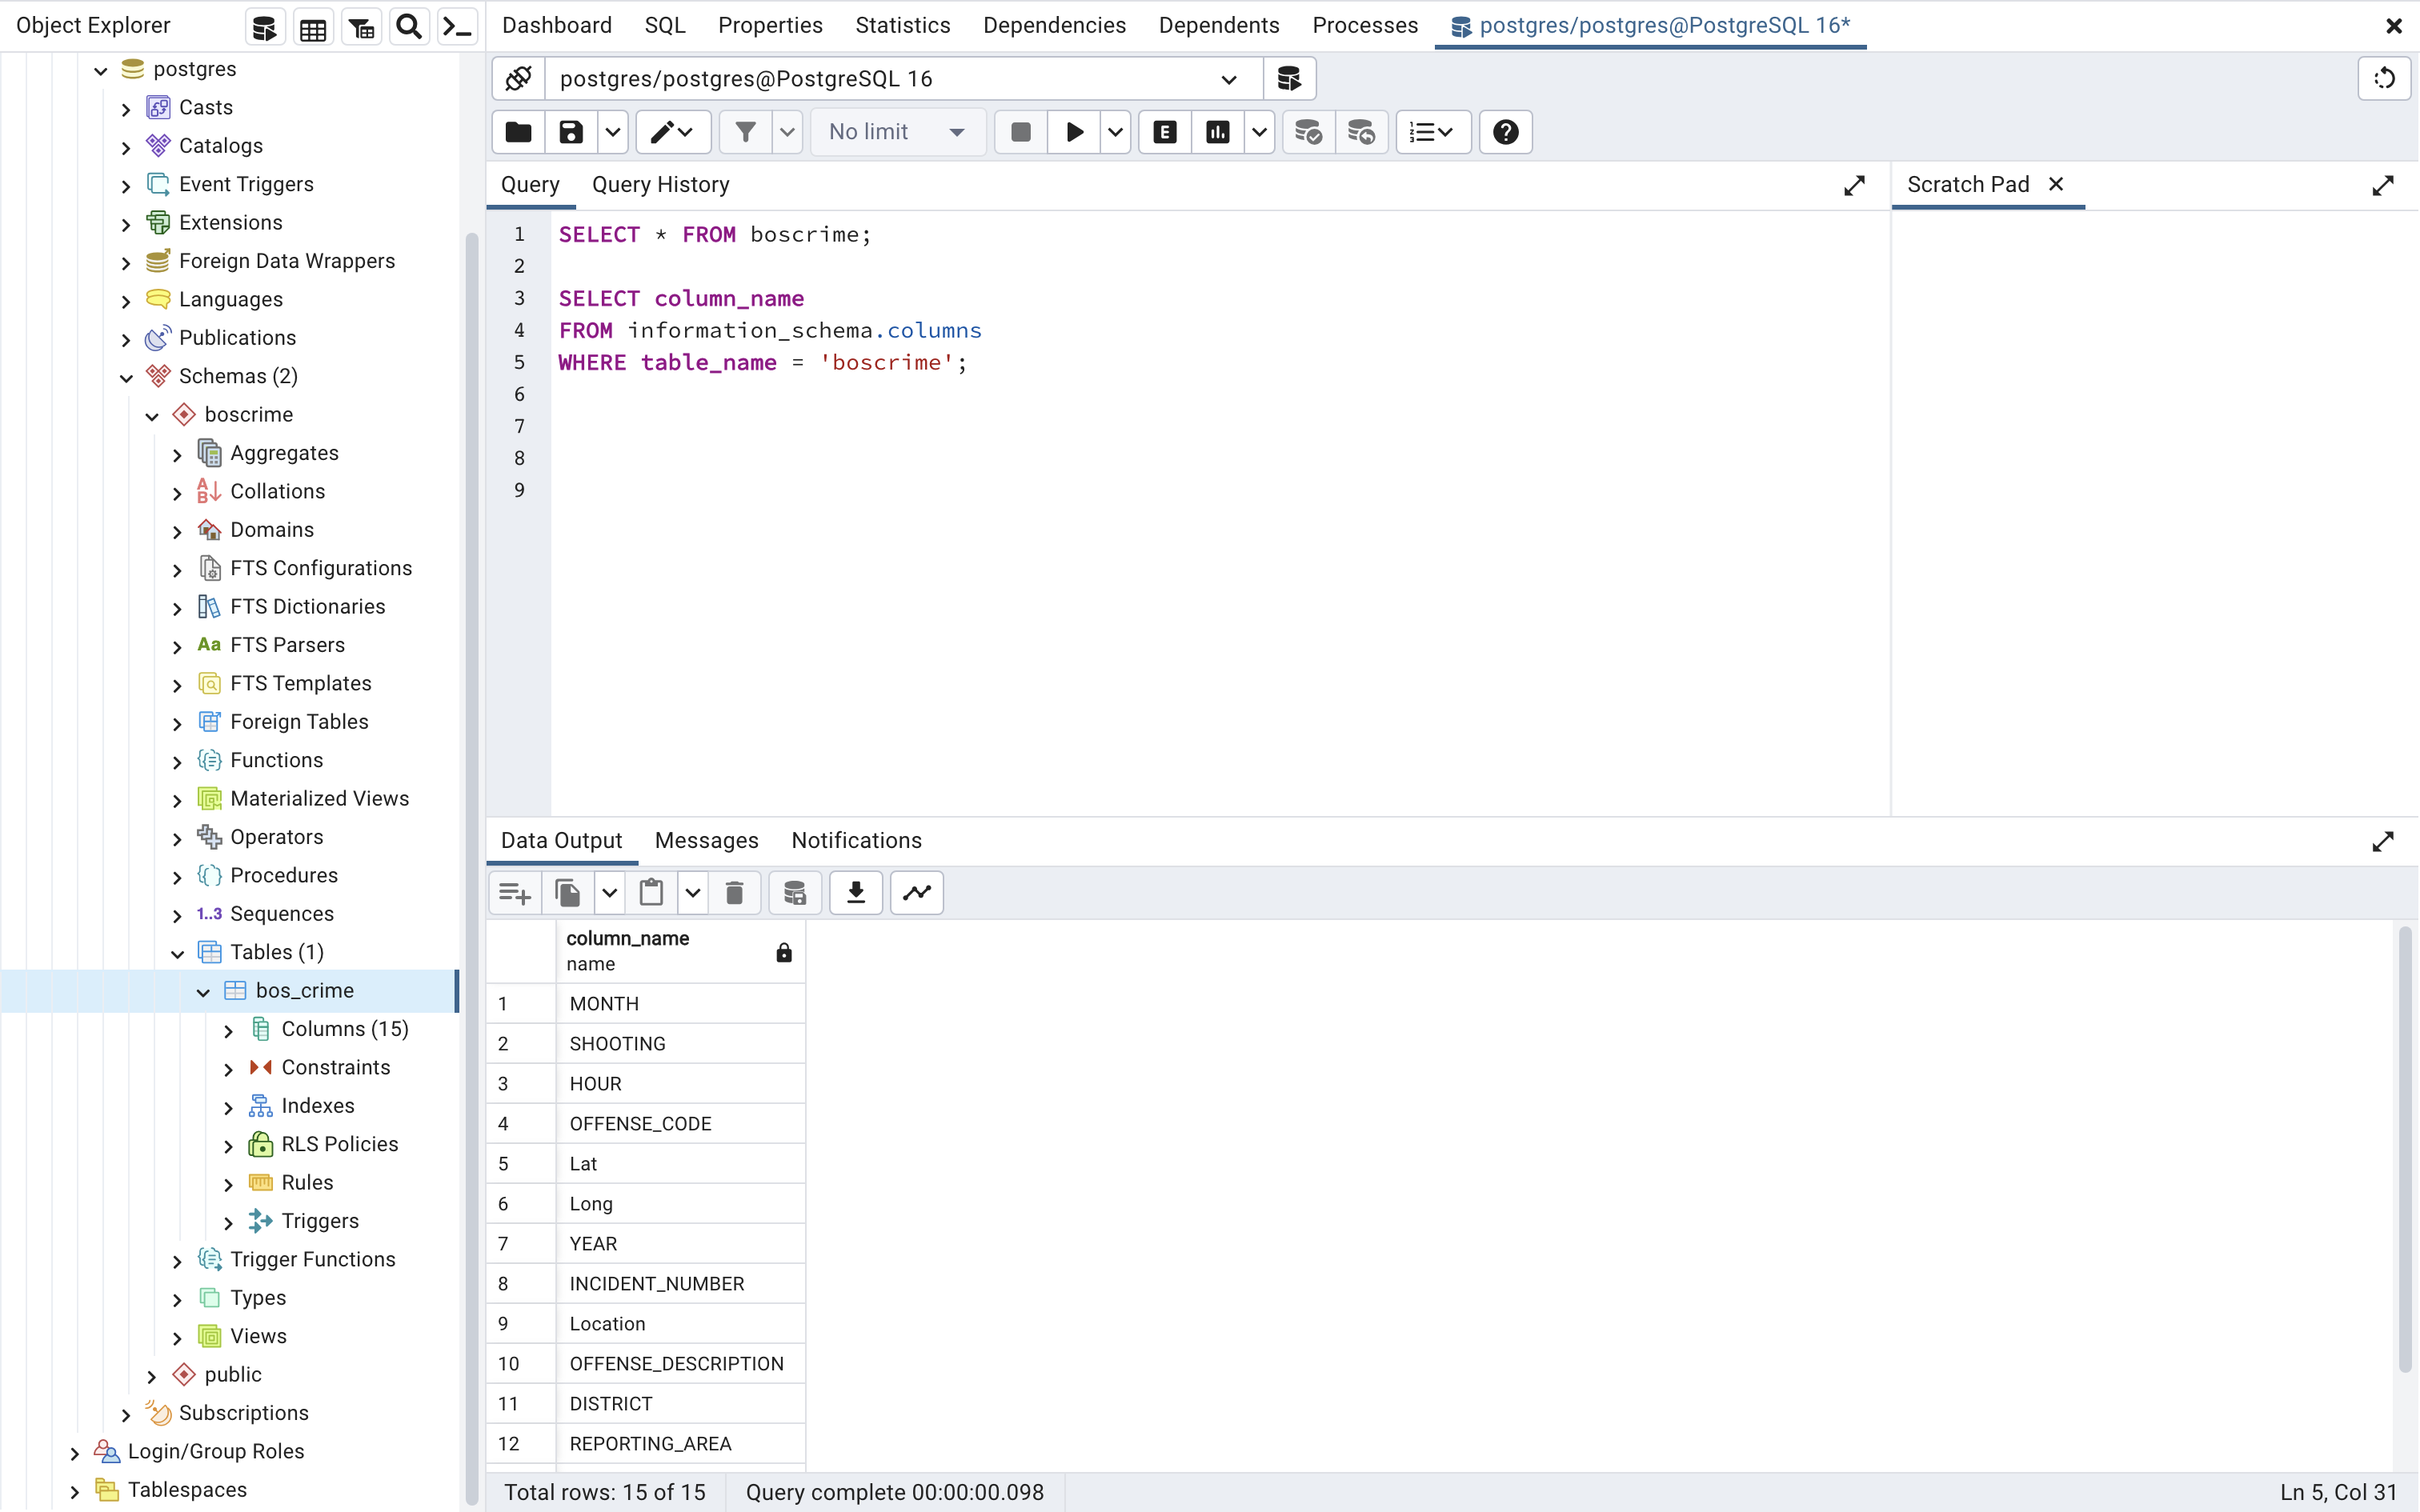 Object Explorer
Dashboard SQL Properties Statistics Dependencies Dependents Processes postgres/postgres@PostgreSQL 16*
postgres
Casts
Catalogs
Event Triggers
Extensions
Foreign Data Wrappers
Languages
Publications
Schemas (2)
boscrime
Aggregates
Collations
Domains
FTS Configurations
FTS Dictionaries
Aa FTS Parsers
FTS Templates
Foreign Tables
Functions
Materialized Views
Operators
Procedures
1..3 Sequences
Tables (1)
bos_crime
Columns (15)
Constraints
Indexes
RLS Policies
Rules
Triggers
Trigger Functions
Types
Views
public
Subscriptions
Login/Group Roles
Tablespaces
postgres/postgres@PostgreSQL 16
No limit
E
Query Query History
Scratch Pad
1 SELECT * FROM boscrime;
2
3 SELECT column_name
4 FROM information_schema.columns
5 WHERE table_name = 'boscrime';
6
7
8
9
Data Output Messages Notifications
column_name
name
1 MONTH
2 SHOOTING
3 HOUR
4 OFFENSE_CODE
5 Lat
6 Long
7 YEAR
8 INCIDENT_NUMBER
9 Location
10 OFFENSE_DESCRIPTION
11 DISTRICT
12 REPORTING_AREA
Total rows: 15 of 15 Query complete 00:00:00.098 Ln 5, Col 31